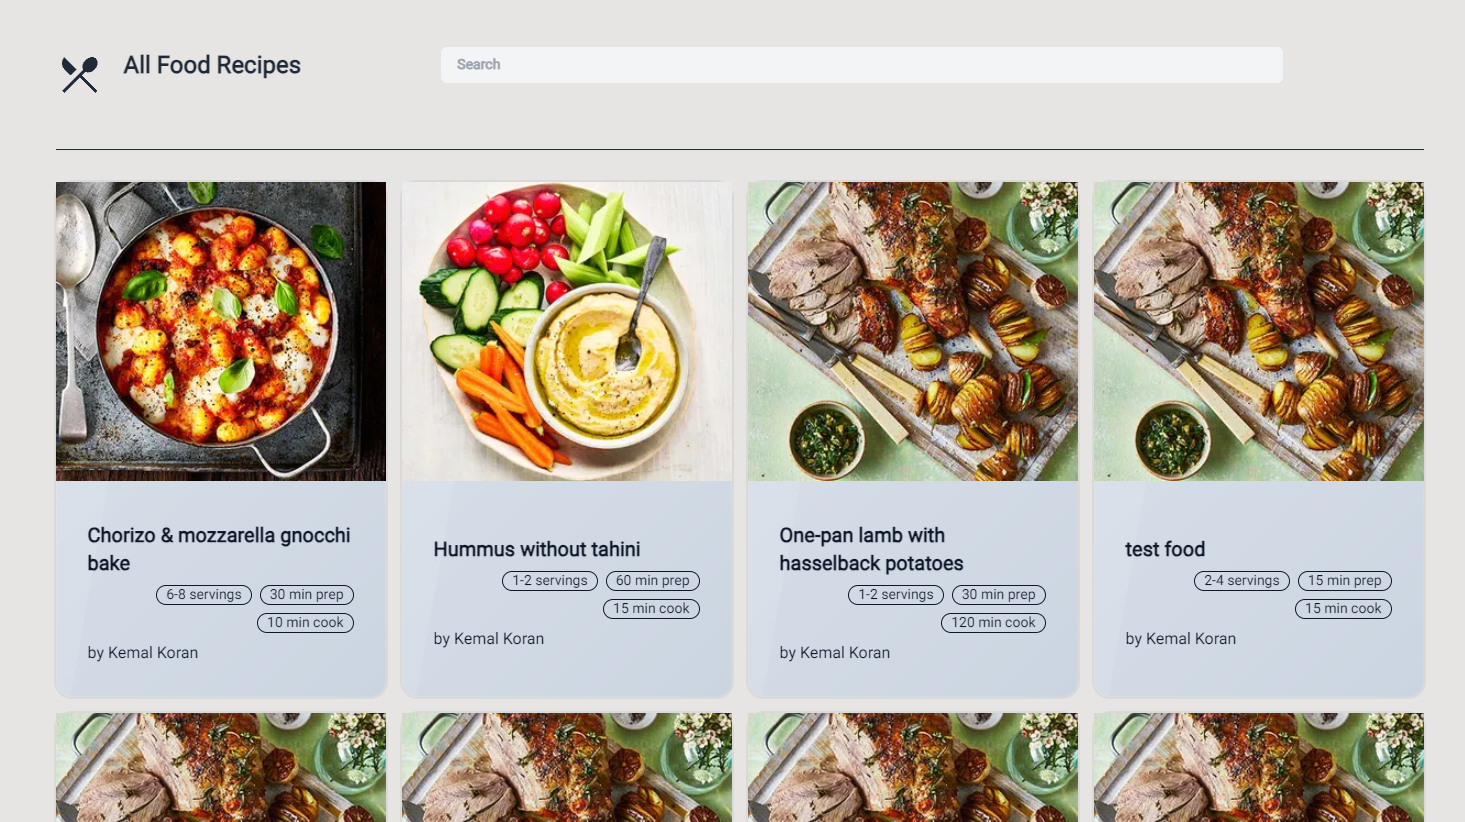 All Food Recipes
Search
Chorizo & mozzarella gnocchi
bake
6-8 servings
30 min prep
10 min cook
by Kemal Koran
Hummus without tahini
1-2 servings
60 min prep
15 min cook
by Kemal Koran
One-pan lamb with
hasselback potatoes
1-2 servings
30 min prep
120 min cook
by Kemal Koran
test food
2-4 servings
15 min prep
15 min cook
by Kemal Koran